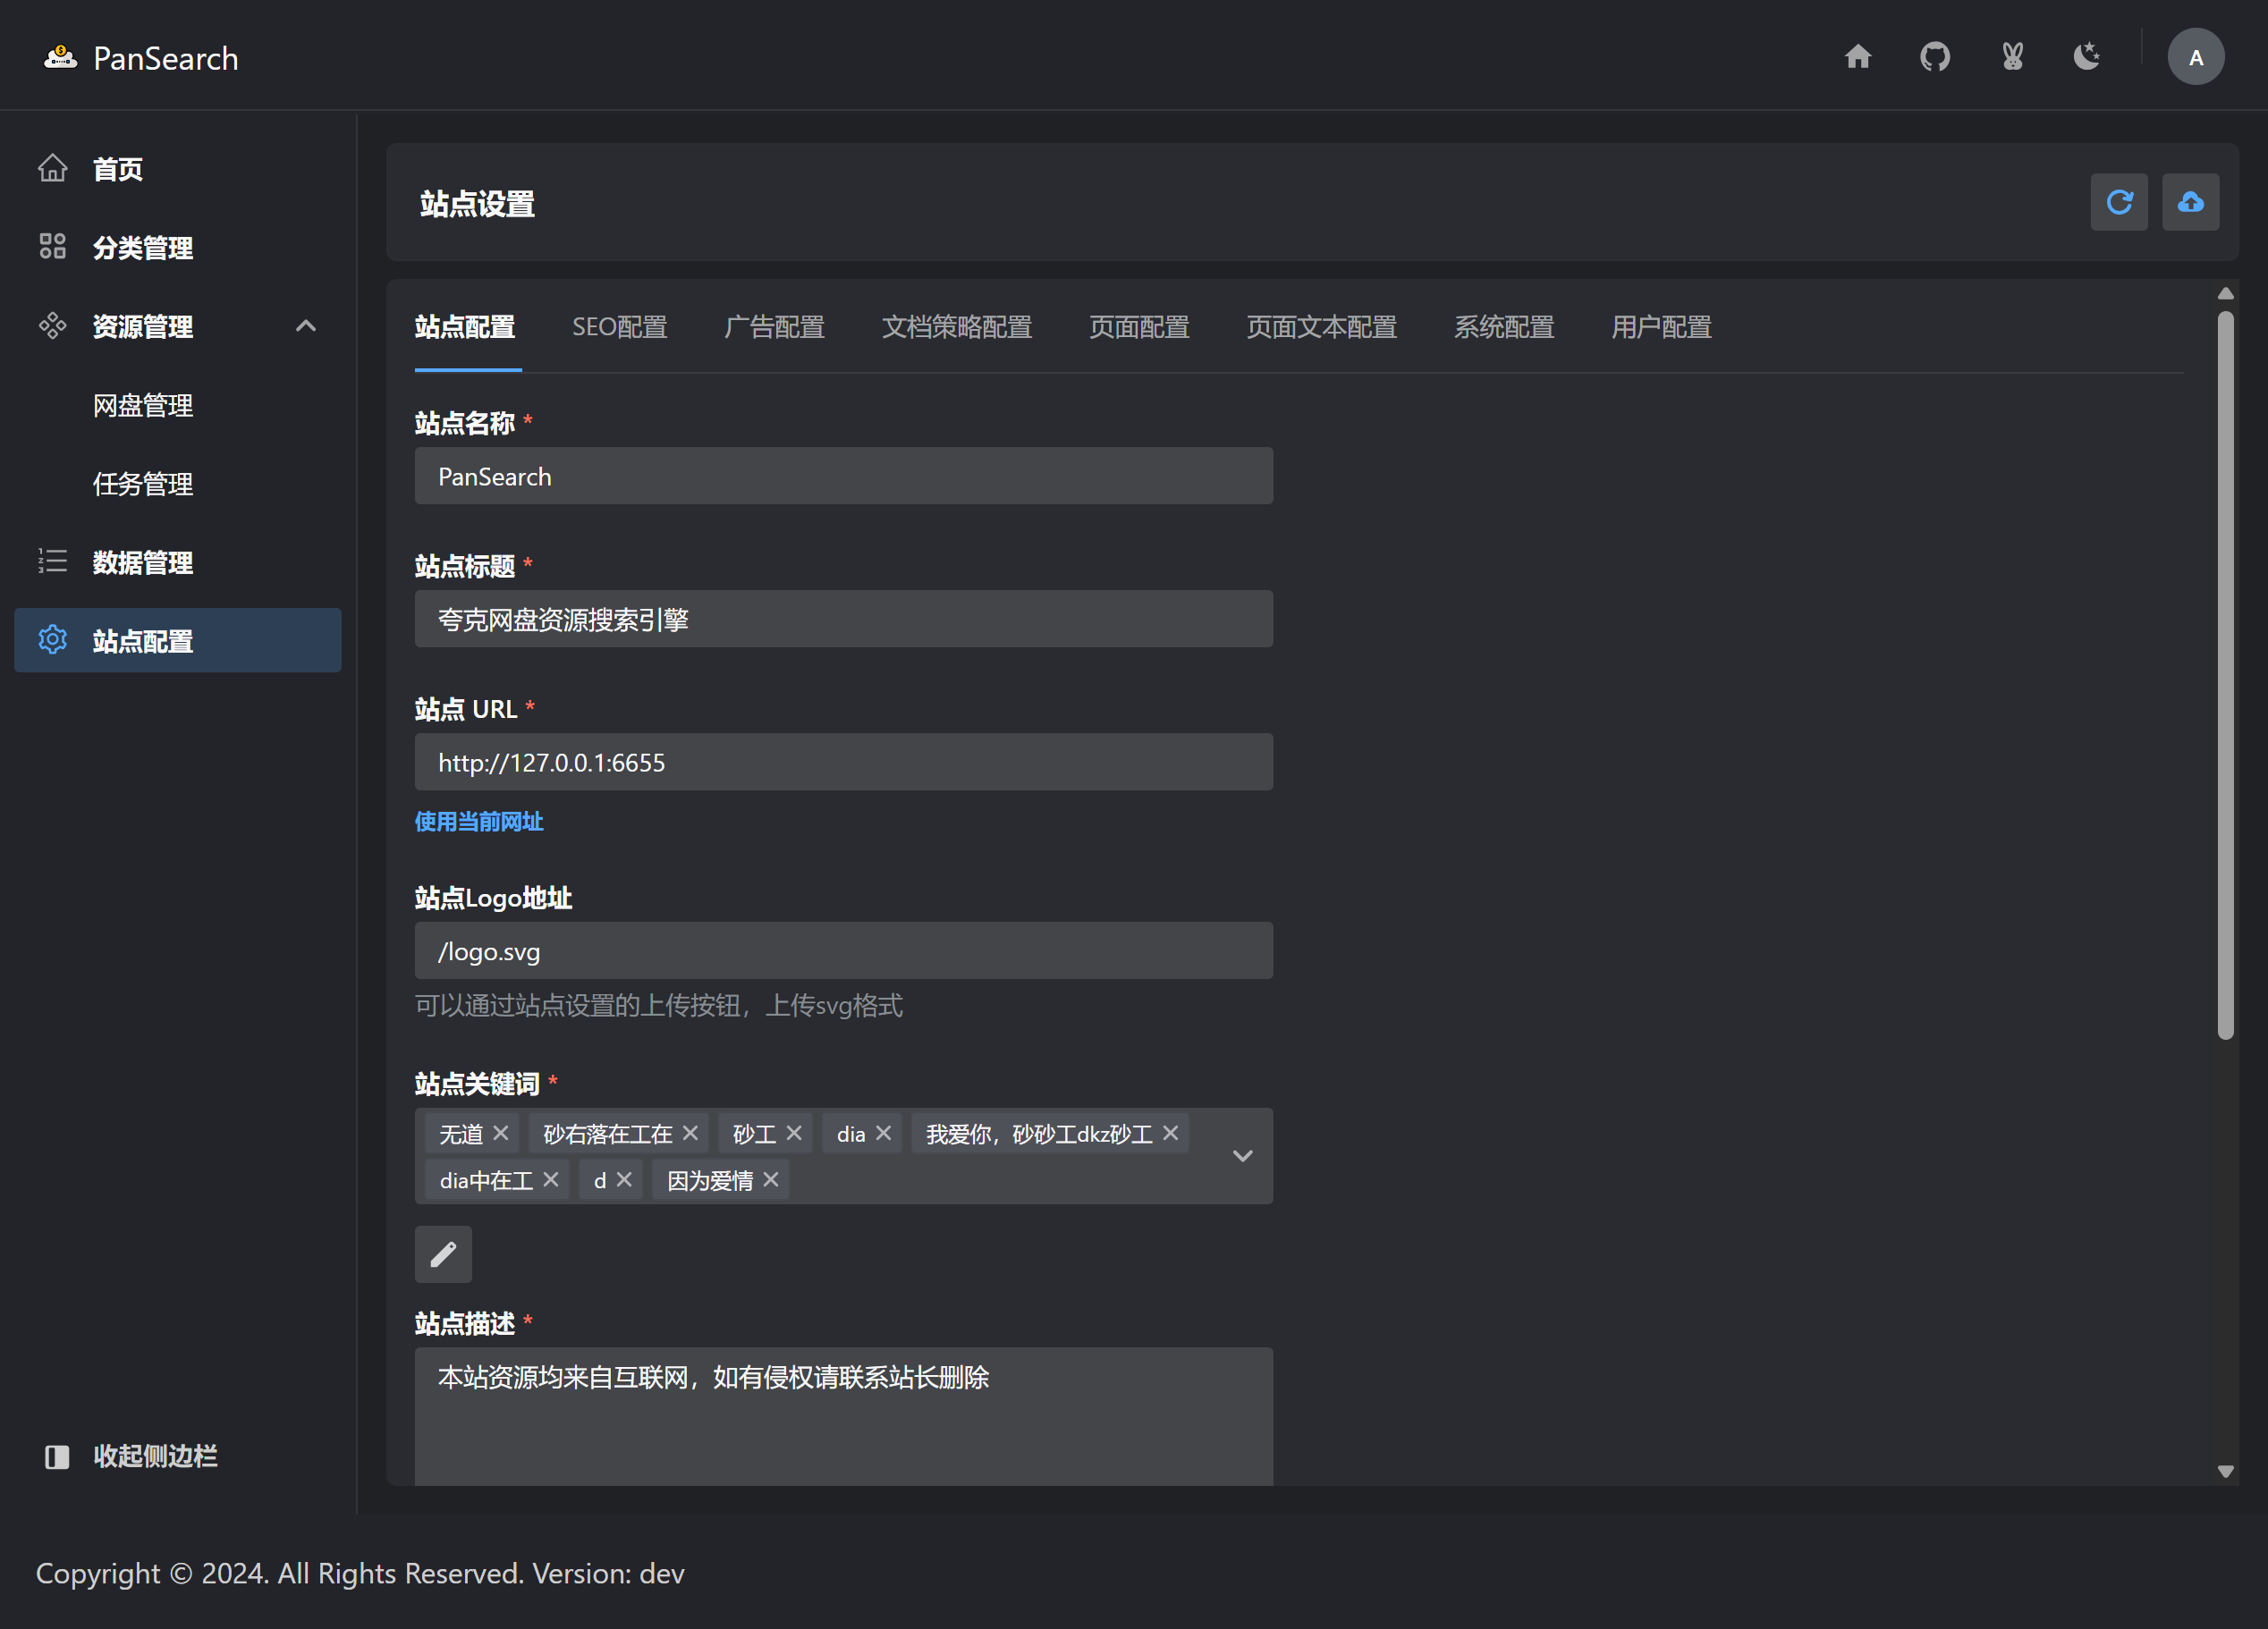 PanSearch
A
首页
分类管理
资源管理
网盘管理
任务管理
数据管理
站点配置
收起侧边栏
站点设置
站点配置 SEO配置 广告配置 文档策略配置 页面配置 页面文本配置 系统配置 用户配置
站点名称 *
PanSearch
站点标题 *
夸克网盘资源搜索引擎
站点 URL *
http://127.0.0.1:6655
使用当前网址
站点Logo地址
/logo.svg
可以通过站点设置的上传按钮，上传svg格式
站点关键词 *
无道 砂右落在工在 砂工 dia 我爱你，砂砂工dkz砂工
dia中在工 d 因为爱情
站点描述 *
本站资源均来自互联网，如有侵权请联系站长删除
Copyright © 2024. All Rights Reserved. Version: dev